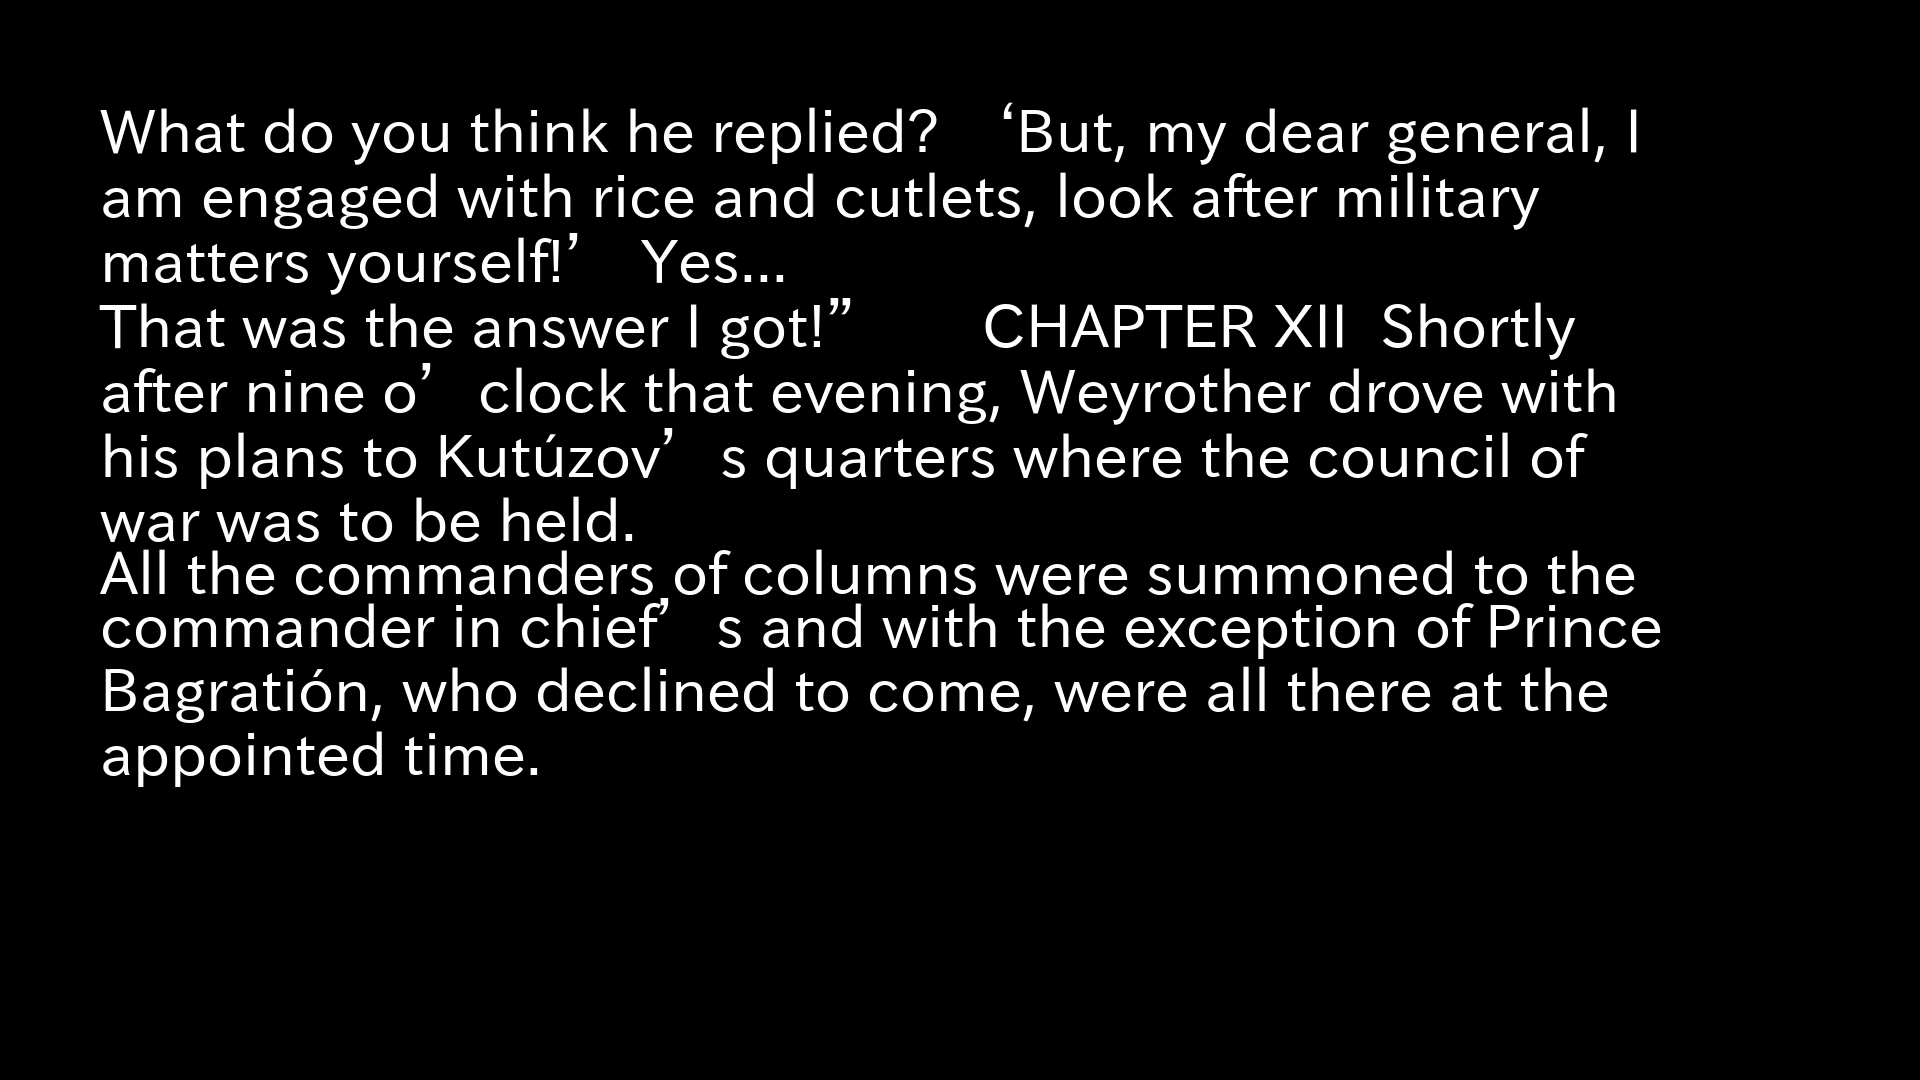 What do you think he replied? ‘But, my dear general, I
am engaged with rice and cutlets, look after military
matters yourself!’ Yes...
That was the answer I got!” CHAPTER XII Shortly
after nine o’clock that evening, Weyrother drove with
his plans to Kutúzov’s quarters where the council of
war was to be held.
All the commanders of columns were summoned to the
commander in chief’s and with the exception of Prince
Bagratión, who declined to come, were all there at the
appointed time.